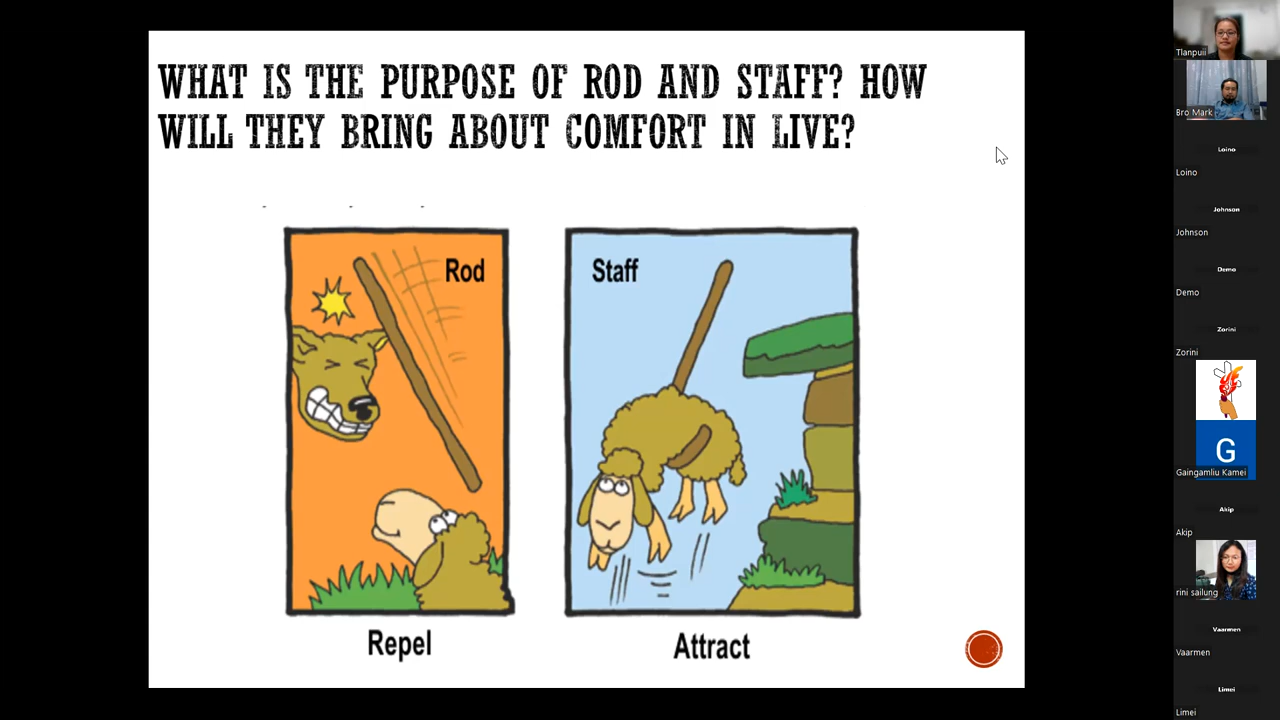 WHAT IS THE PURPOSE OF ROD AND STAFF? HOW
WILL THEY BRING ABOUT COMFORT IN LIVE?
Rod
Staff
Repel
Attract
Tlanpuii
Bro Mark
Loino
Loino
Johnson
Johnson
Demo
Demo
Zorini
Zorini
G
Gaingamliu Kamei
Akip
Akip
rini sailung
Vaarmen
Vaarmen
Limei
Limei